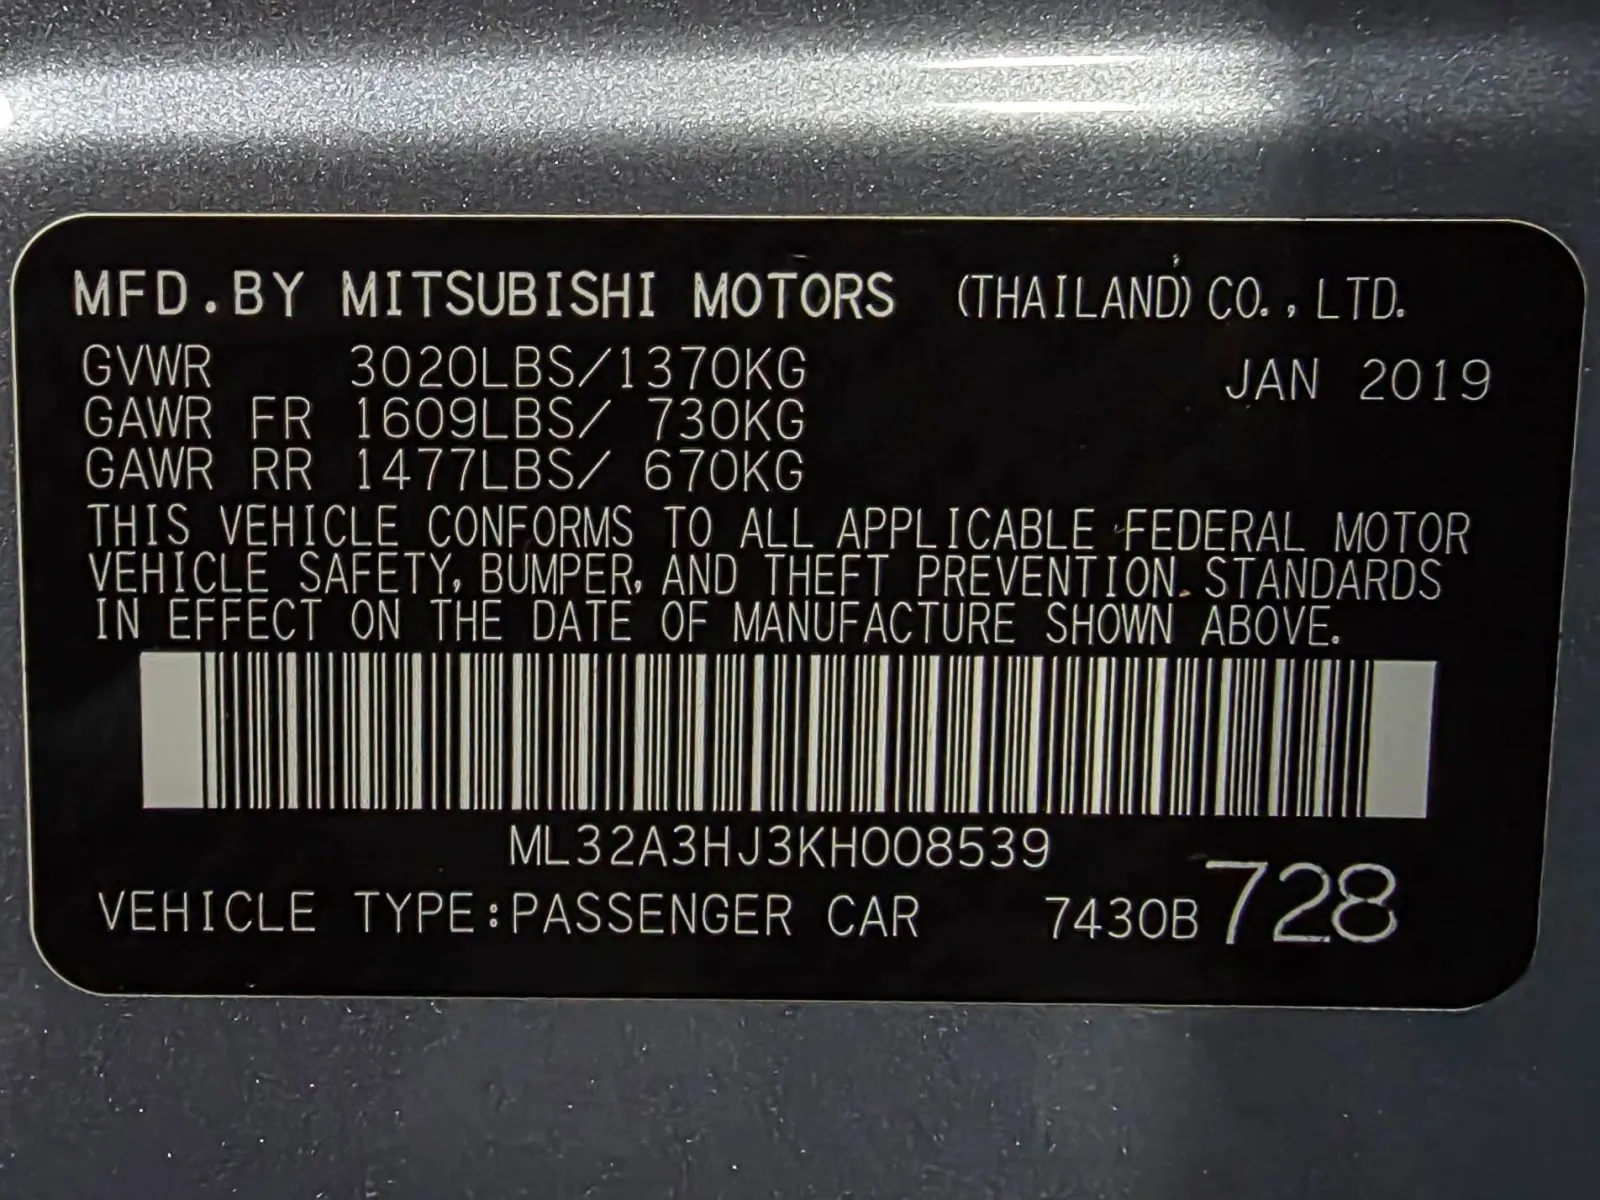 MFD.BY MITSUBISHI MOTORS (THAILAND) CO., LTD.
GVWR 3020LBS/1370KG JAN 2019
GAWR FR 1609LBS/ 730KG
GAWR RR 1477LBS/ 670KG
THIS VEHICLE CONFORMS TO ALL APPLICABLE FEDERAL MOTOR
VEHICLE SAFETY, BUMPER, AND THEFT PREVENTION STANDARDS
IN EFFECT ON THE DATE OF MANUFACTURE SHOWN ABOVE.
ML32A3HJ3KH008539
VEHICLE TYPE:PASSENGER CAR 7430B 728